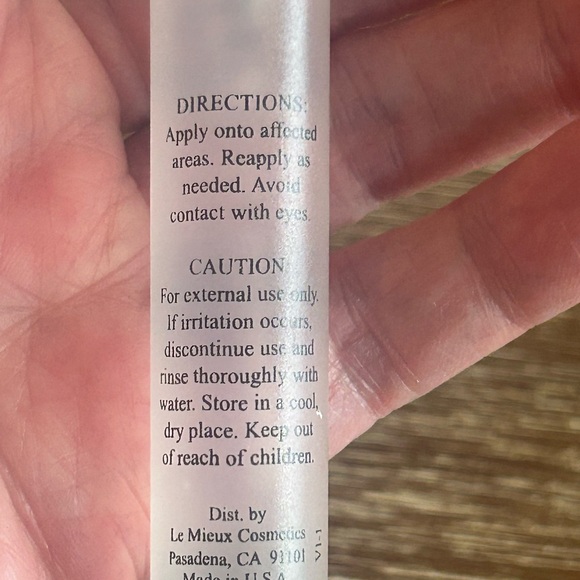 DIRECTIONS:
Apply onto affected
areas. Reapply as
needed. Avoid
contact with eyes.
CAUTION:
For external use only.
If irritation occurs,
discontinue use and
rinse thoroughly with
water. Store in a cool,
dry place. Keep out
of reach of children.
Dist. by
Le Mieux Cosmetics
Pasadena, CA 91101
V1-1
Made in U.S.A.